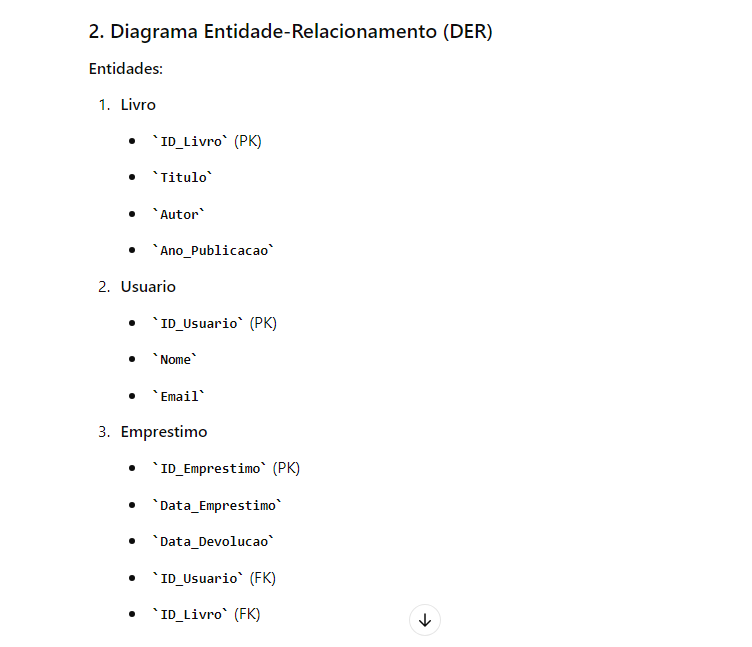 2. Diagrama Entidade-Relacionamento (DER)
Entidades:
1. Livro
• `ID_Livro` (PK)
• `Titulo`
• `Autor`
• `Ano_Publicacao`
2. Usuario
• `ID_Usuario` (PK)
• `Nome`
• `Email`
3. Emprestimo
• `ID_Emprestimo` (PK)
• `Data_Emprestimo`
• `Data_Devolucao`
• `ID_Usuario` (FK)
• `ID_Livro` (FK)